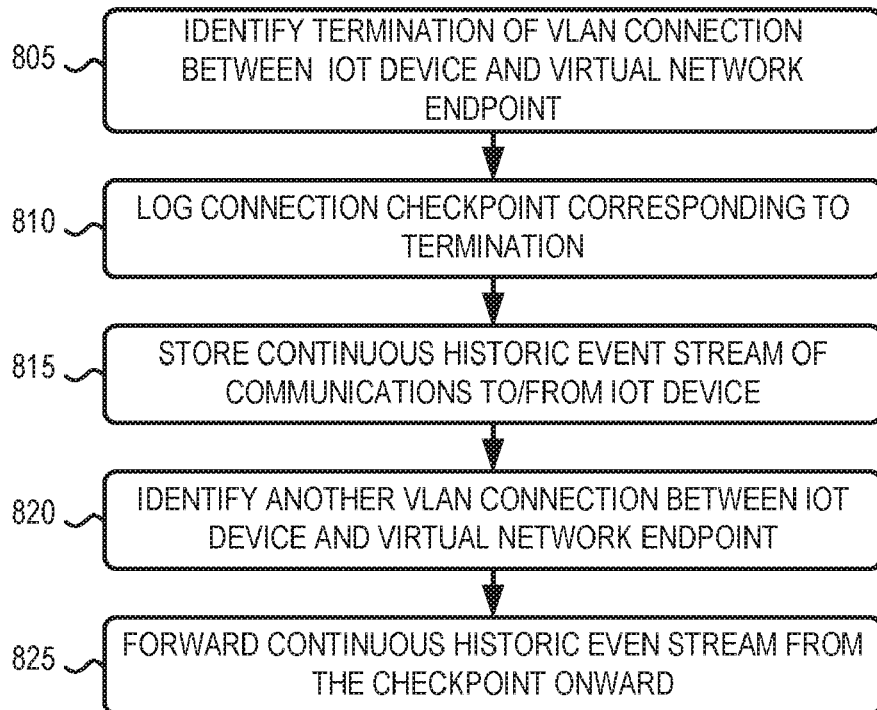 805
IDENTIFY TERMINATION OF VLAN CONNECTION
BETWEEN IOT DEVICE AND VIRTUAL NETWORK
ENDPOINT
810
LOG CONNECTION CHECKPOINT CORRESPONDING TO
TERMINATION
815
STORE CONTINUOUS HISTORIC EVENT STREAM OF
COMMUNICATIONS TO/FROM IOT DEVICE
820
IDENTIFY ANOTHER VLAN CONNECTION BETWEEN IOT
DEVICE AND VIRTUAL NETWORK ENDPOINT
825
FORWARD CONTINUOUS HISTORIC EVEN STREAM FROM
THE CHECKPOINT ONWARD